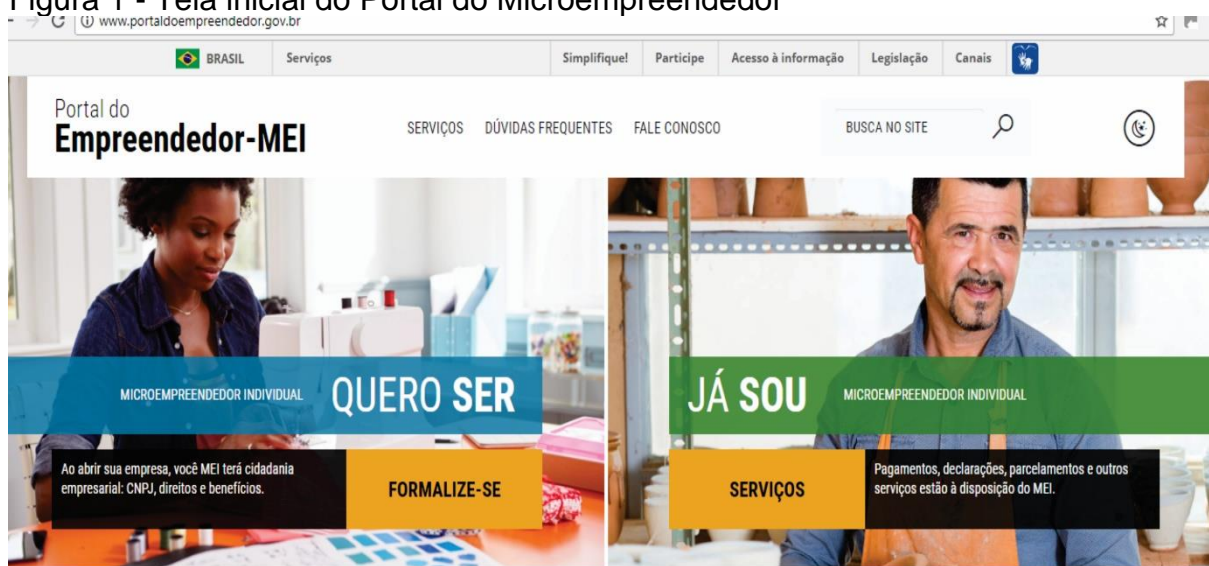 Figura 1 - Tela inicial do Portal do Microempreendedor
www.portaldoempreendedor.gov.br
BRASIL Serviços Simplifique! Participe Acesso à informação Legislação Canais
Portal do
Empreendedor-MEI
SERVIÇOS DÚVIDAS FREQUENTES FALE CONOSCO BUSCA NO SITE
MICROEMPREENDEDOR INDIVIDUAL QUERO SER
JÁ SOU MICROEMPREENDEDOR INDIVIDUAL
Ao abrir sua empresa, você MEI terá cidadania
empresarial: CNPJ, direitos e benefícios.
FORMALIZE-SE
SERVIÇOS
Pagamentos, declarações, parcelamentos e outros
serviços estão à disposição do MEI.